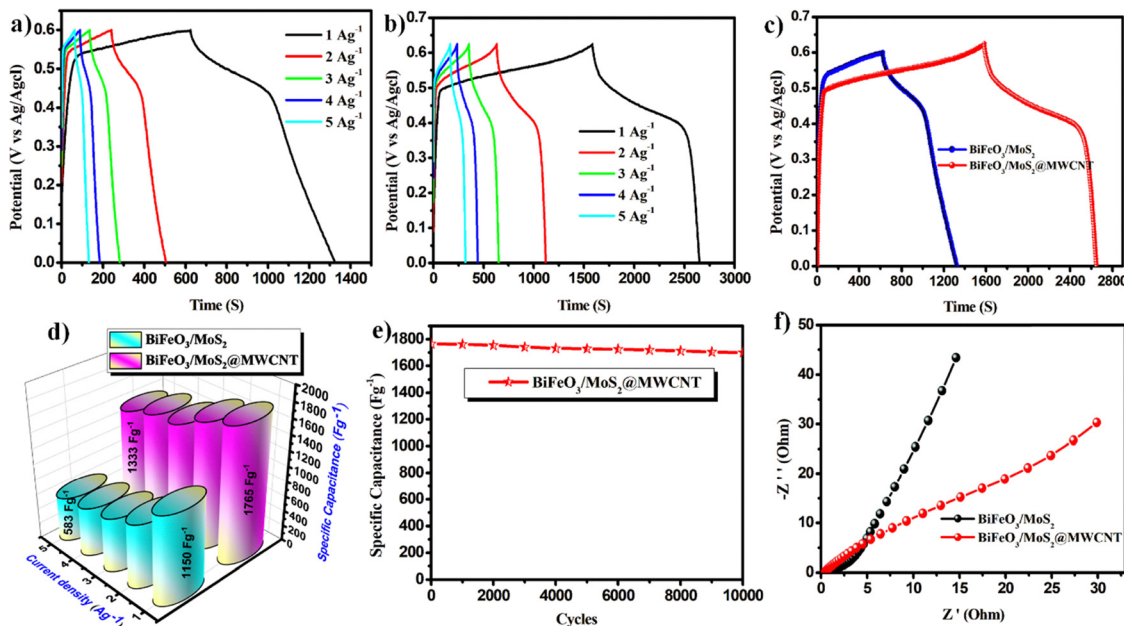 a)
0.7
0.6
0.5
0.4
0.3
0.2
0.1
0.0
Potential (V vs Ag/Agcl)
1 Ag⁻¹
2 Ag⁻¹
3 Ag⁻¹
4 Ag⁻¹
5 Ag⁻¹
0 200 400 600 800 1000 1200 1400
Time (S)
b)
0.7
0.6
0.5
0.4
0.3
0.2
0.1
0.0
Potential (V vs Ag/Agcl)
1 Ag⁻¹
2 Ag⁻¹
3 Ag⁻¹
4 Ag⁻¹
5 Ag⁻¹
0 500 1000 1500 2000 2500 3000
Time (S)
c)
0.7
0.6
0.5
0.4
0.3
0.2
0.1
0.0
Potential (V vs Ag/Agcl)
BiFeO₃/MoS₂
BiFeO₃/MoS₂@MWCNT
0 400 800 1200 1600 2000 2400 2800
Time (S)
d)
BiFeO₃/MoS₂
BiFeO₃/MoS₂@MWCNT
583 Fg⁻¹
1333 Fg⁻¹
1150 Fg⁻¹
1765 Fg⁻¹
5 4 3 2 1
Current density (Ag⁻¹)
2000
1800
1600
1400
1200
1000
800
600
400
200
0
Specific Capacitance (Fg⁻¹)
e)
1800
1600
1400
1200
1000
800
600
400
200
0
Specific Capacitance (Fg⁻¹)
BiFeO₃/MoS₂@MWCNT
0 2000 4000 6000 8000 10000
Cycles
f)
-50
40
30
20
10
0
-Z '' (Ohm)
BiFeO₃/MoS₂
BiFeO₃/MoS₂@MWCNT
0 5 10 15 20 25 30
Z ' (Ohm)